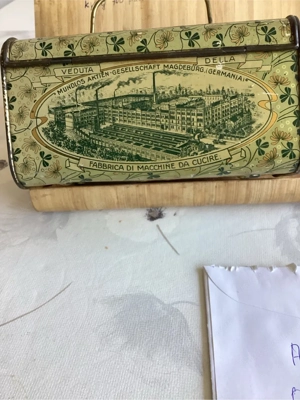 VEDUTA DELLA
MUNDLOS AKTIEN-GESELLSCHAFT MAGDEBURG (GERMANIA)
FABBRICA DI MACCHINE DA CUCIRE